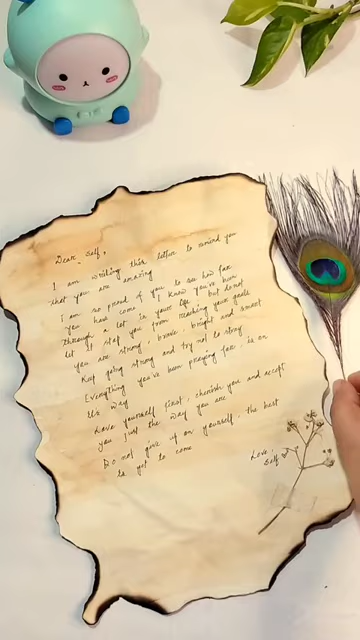 Dear Self,
I am writing this letter to remind you
that you are amazing
I am so proud of you to see how far
you have come. I know you've been
through a lot in your life but donot
let it stop you from reaching your goals
you are strong, brave, bright and smart
Keep going strong and try not to stray
Everything you've been praying for, is on
its way
Love yourself first, cherish you and accept
you just the way you are
Do not give up on yourself, the best
is yet to come
Love,
Self